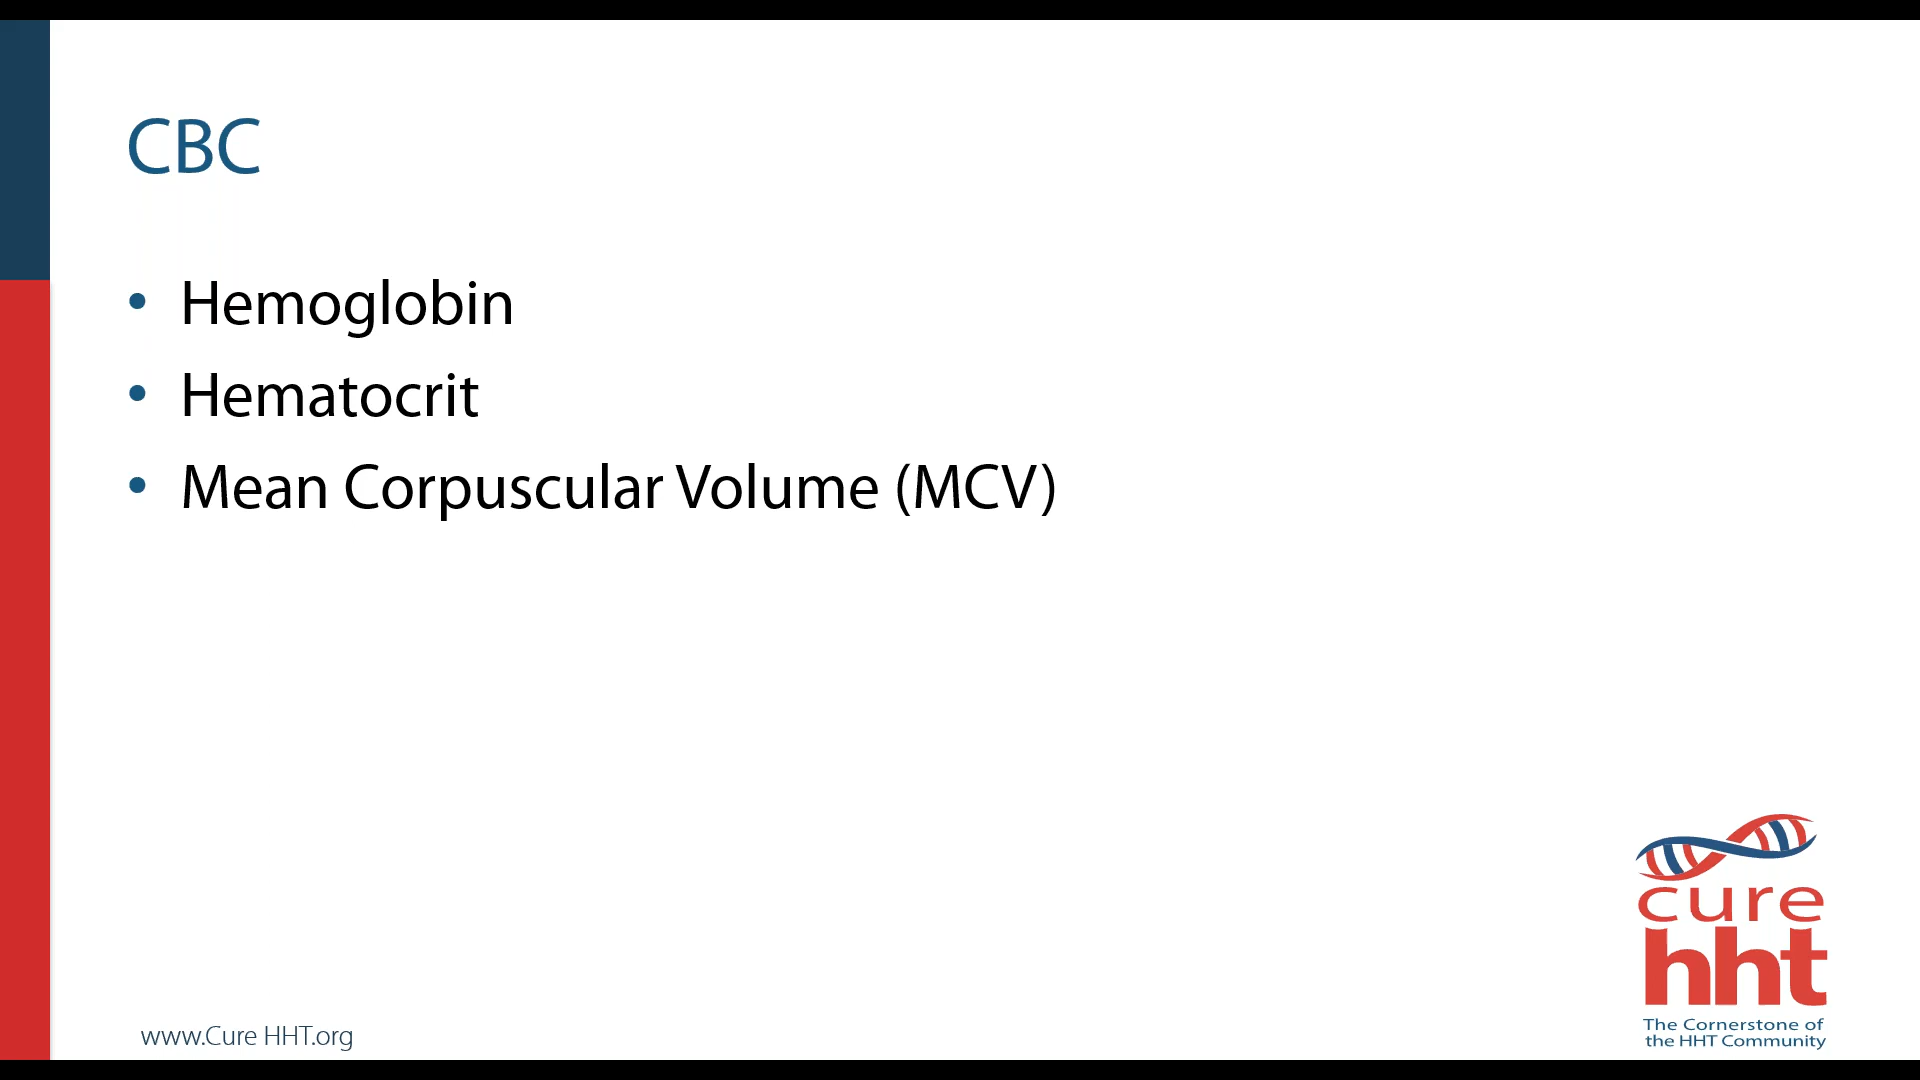 CBC
• Hemoglobin
• Hematocrit
• Mean Corpuscular Volume (MCV)
cure
hht
The Cornerstone of
the HHT Community
www.Cure HHT.org